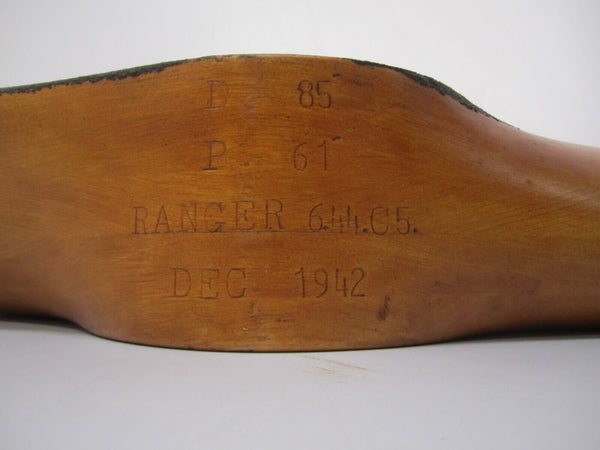 D 85"
P 61"
RANGER 6.44.C5.
DEC 1942